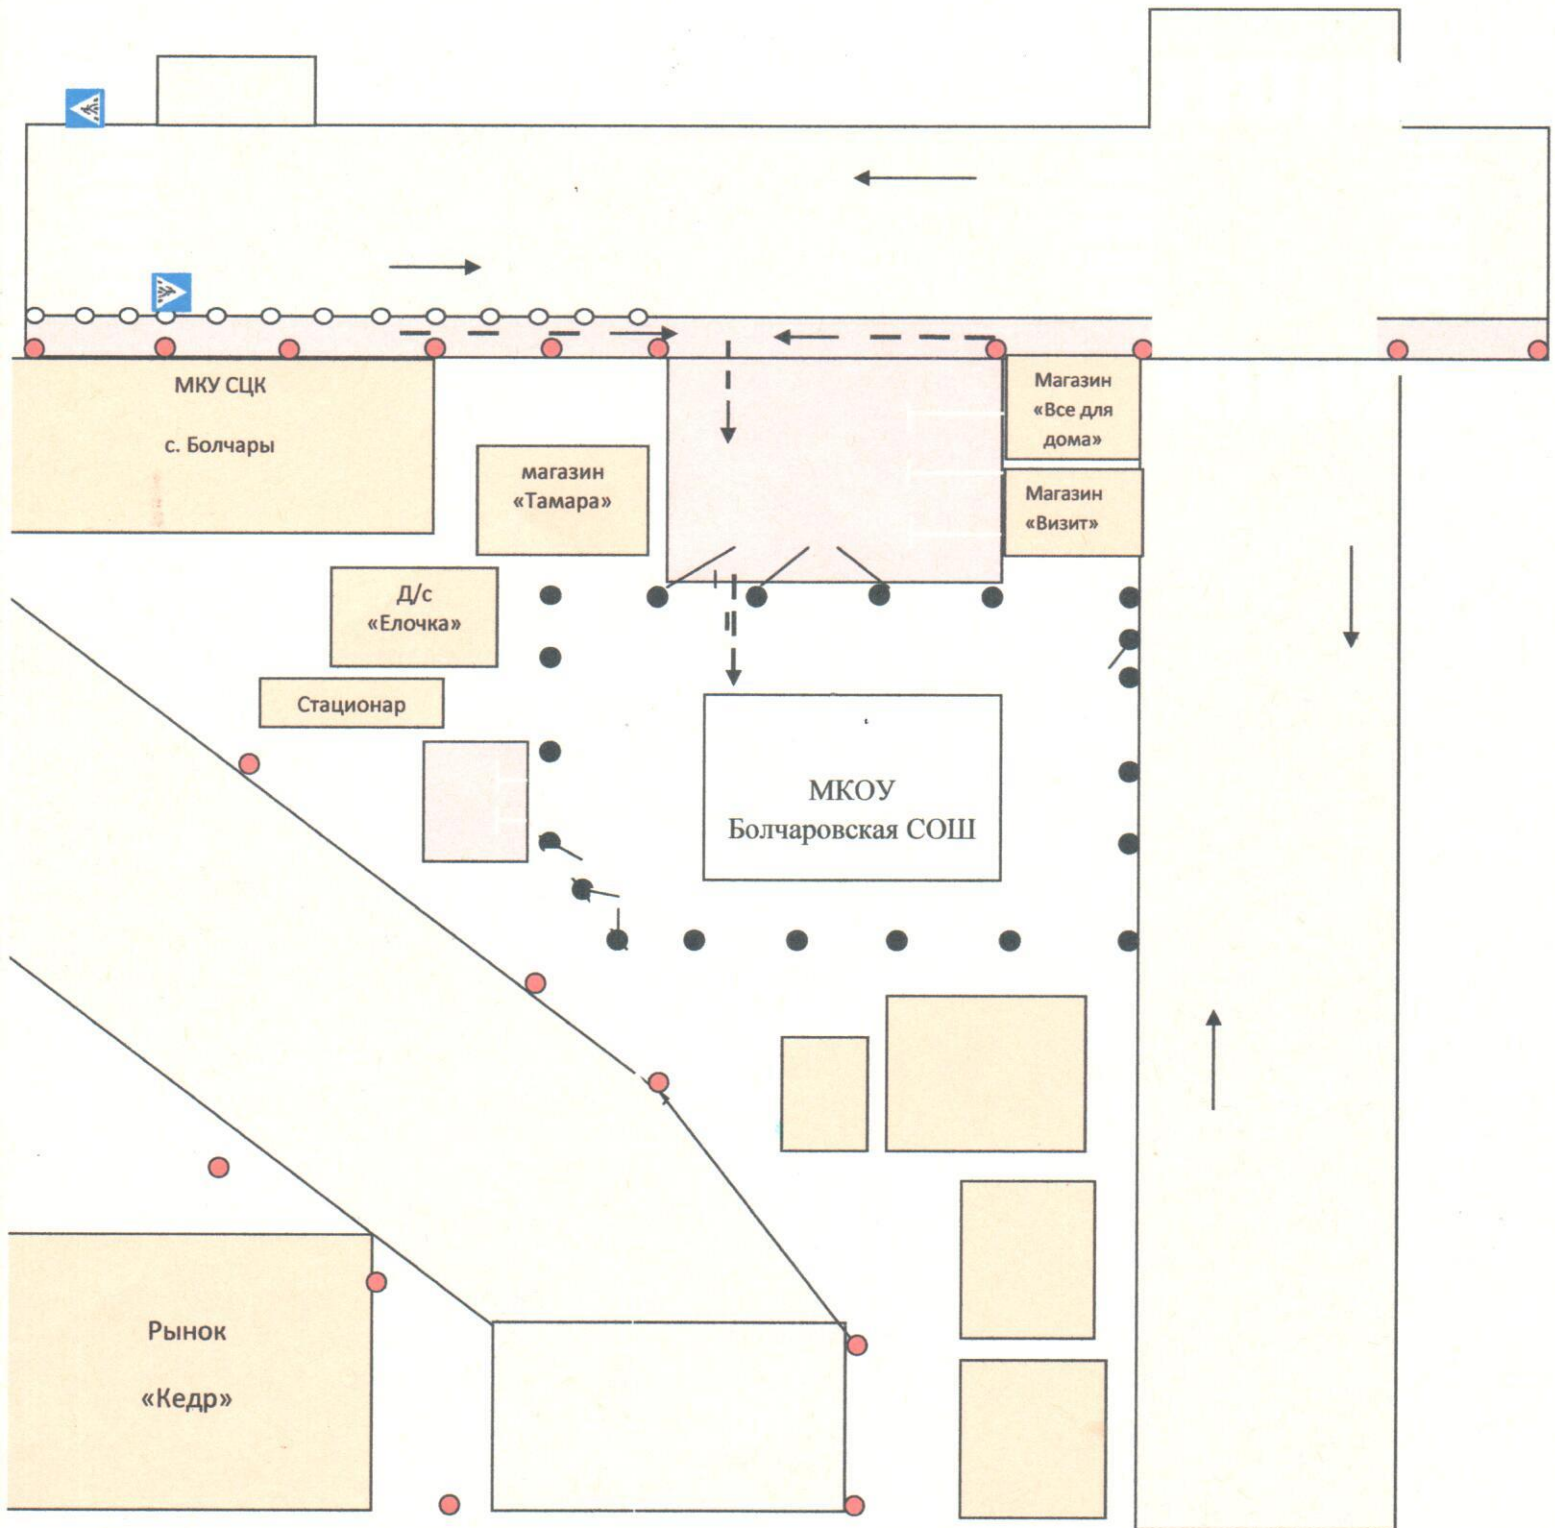 МКУ СЦК
с. Болчары
магазин
«Тамара»
Магазин
«Все для
дома»
Магазин
«Визит»
Д/с
«Елочка»
Стационар
МКОУ
Болчаровская СОШ
Рынок
«Кедр»